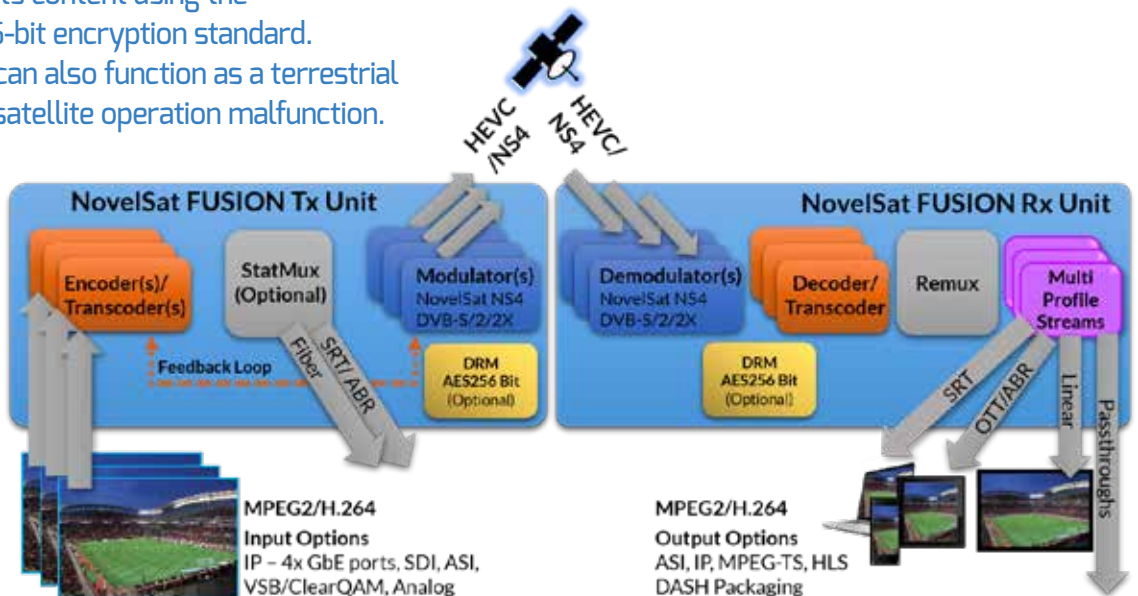 ts content using the
-bit encryption standard.
can also function as a terrestrial
satellite operation malfunction.
HEVC
/NS4
HEVC/
NS4
NovelSat FUSION Tx Unit
Encoder(s)/
Transcoder(s)
StatMux
(Optional)
Modulator(s)
NovelSat NS4
DVB-S/2/2X
Feedback Loop
DRM
AES256 Bit
(Optional)
Fiber
SRT/ ABR
NovelSat FUSION Rx Unit
Demodulator(s)
NovelSat NS4
DVB-S/2/2X
Decoder/
Transcoder
Remux
Multi
Profile
Streams
DRM
AES256 Bit
(Optional)
SRT
OTT/ABR
Linear
Passthroughs
MPEG2/H.264
Input Options
IP – 4x GbE ports, SDI, ASI,
VSB/ClearQAM, Analog
MPEG2/H.264
Output Options
ASI, IP, MPEG-TS, HLS
DASH Packaging